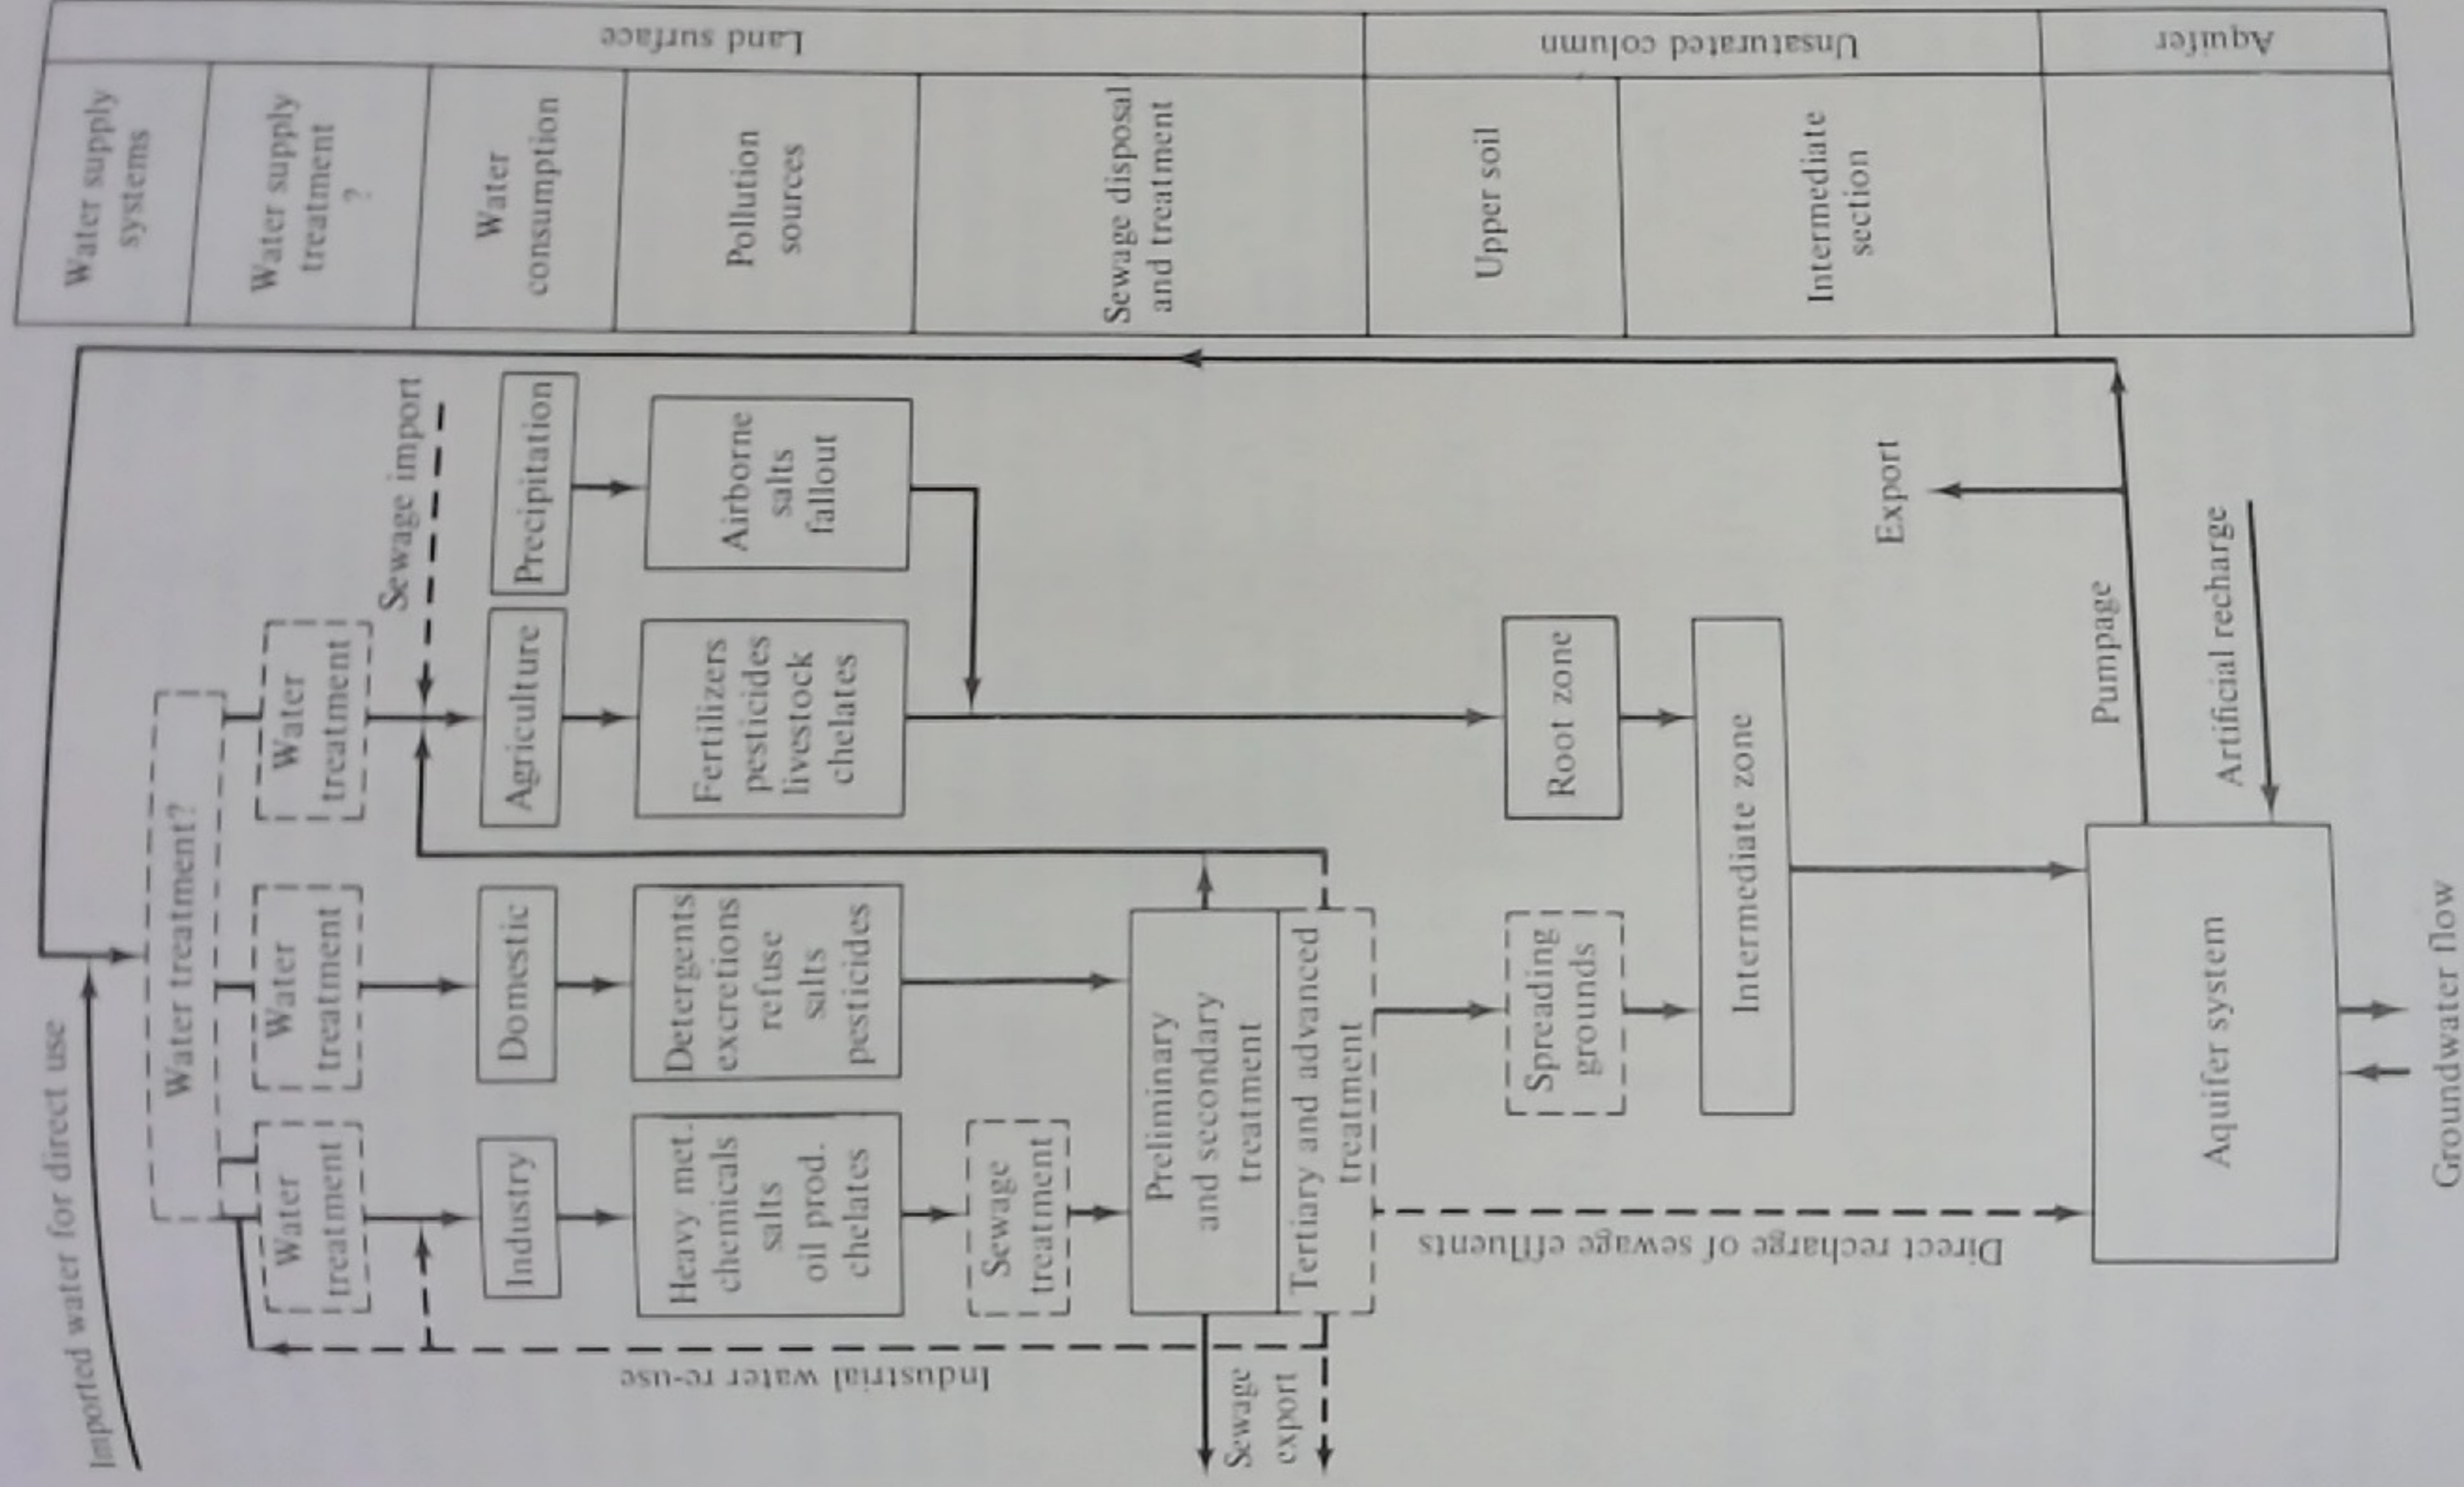 Imported water for direct use
Water treatment?
Water
treatment
Water
treatment
Water
treatment
Sewage import
Industry
Domestic
Agriculture
Precipitation
Heavy met.
chemicals
salts
oil prod.
chelates
Detergents
excretions
refuse
salts
pesticides
Fertilizers
pesticides
livestock
chelates
Airborne
salts
fallout
Industrial water re-use
Sewage
treatment
Preliminary
and secondary
treatment
Tertiary and advanced
treatment
Sewage
export
Direct recharge of sewage effluents
Spreading
grounds
Root zone
Intermediate zone
Export
Pumpage
Artificial recharge
Aquifer system
Groundwater flow
Water supply
systems
Water supply
treatment
?
Water
consumption
Pollution
sources
Sewage disposal
and treatment
Upper soil
Intermediate
section
Land surface
Unsaturated column
Aquifer